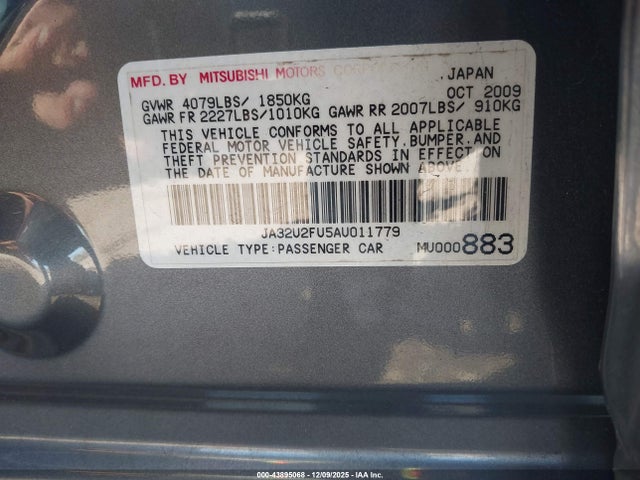 MFD. BY MITSUBISHI MOTORS JAPAN
OCT 2009
GVWR 4079LBS/ 1850KG
GAWR FR 2227LBS/1010KG GAWR RR 2007LBS/ 910KG
THIS VEHICLE CONFORMS TO ALL APPLICABLE
FEDERAL MOTOR VEHICLE SAFETY, BUMPER, AND
THEFT PREVENTION STANDARDS IN EFFECT ON
THE DATE OF MANUFACTURE SHOWN ABOVE.
JA32U2FU5AU011779
VEHICLE TYPE: PASSENGER CAR MU000883
000-43895068 - 12/09/2025 - IAA Inc.